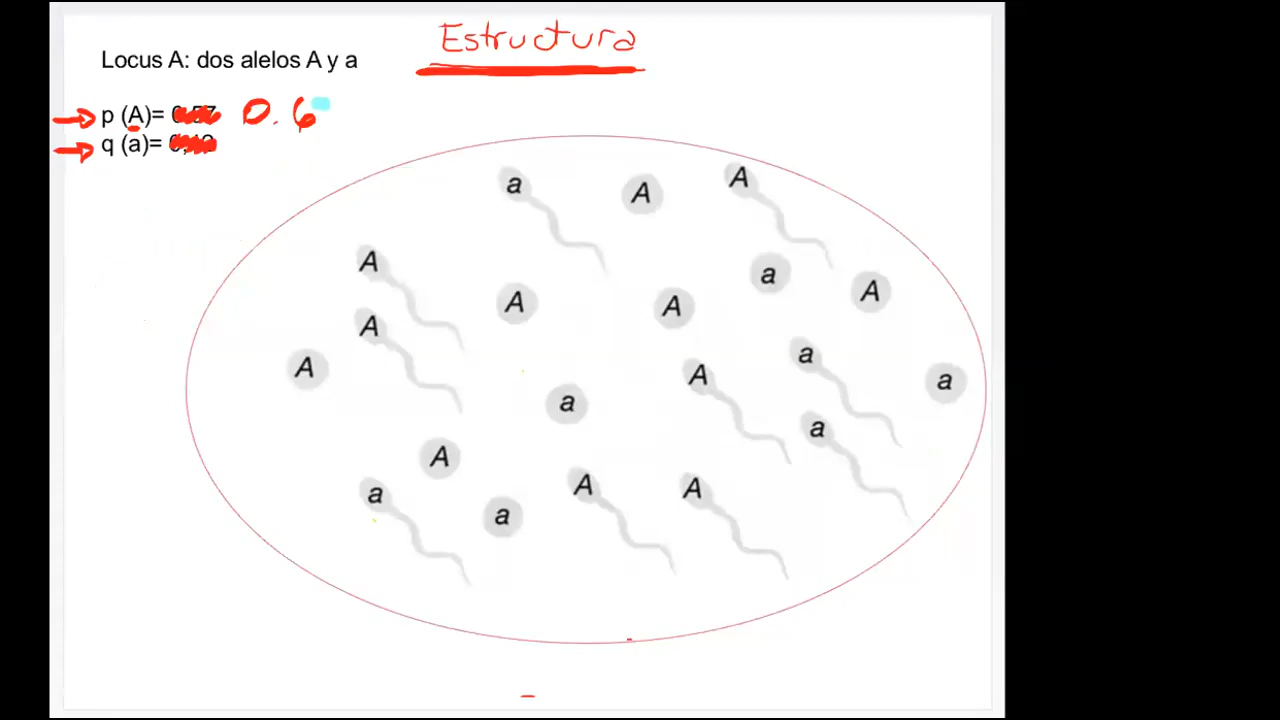 Estructura
Locus A: dos alelos A y a
p (A)= 0.6
q (a)=
a A A
A a A
A A
A a
A A a
a
a
A a
A A
a a